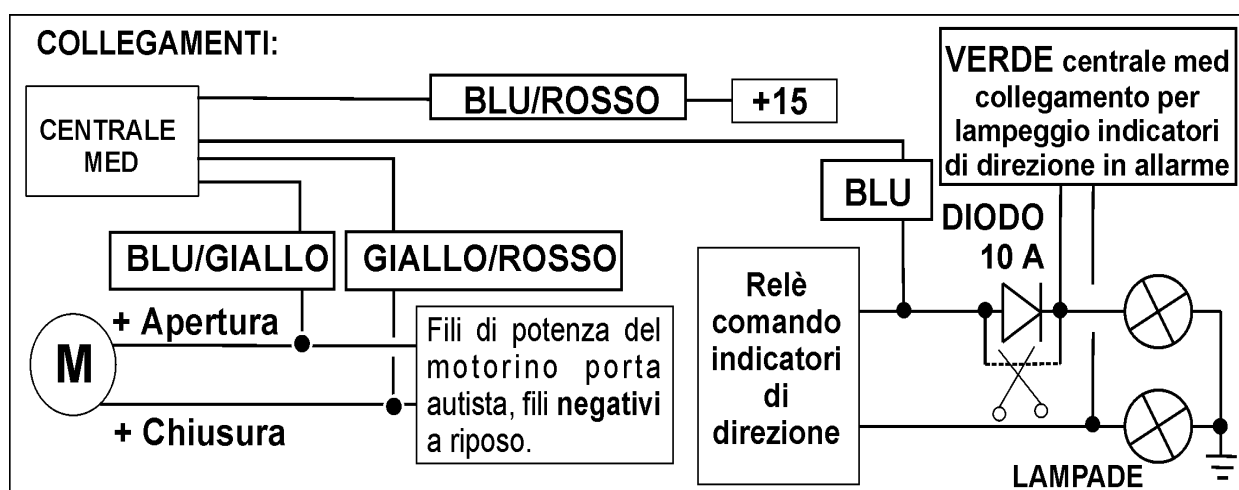 COLLEGAMENTI:
CENTRALE
MED
BLU/ROSSO
+15
VERDE centrale med
collegamento per
lampeggio indicatori
di direzione in allarme
BLU
DIODO
10 A
BLU/GIALLO
GIALLO/ROSSO
M
+ Apertura
+ Chiusura
Fili di potenza del
motorino porta
autista, fili negativi
a riposo.
Relè
comando
indicatori
di
direzione
LAMPADE